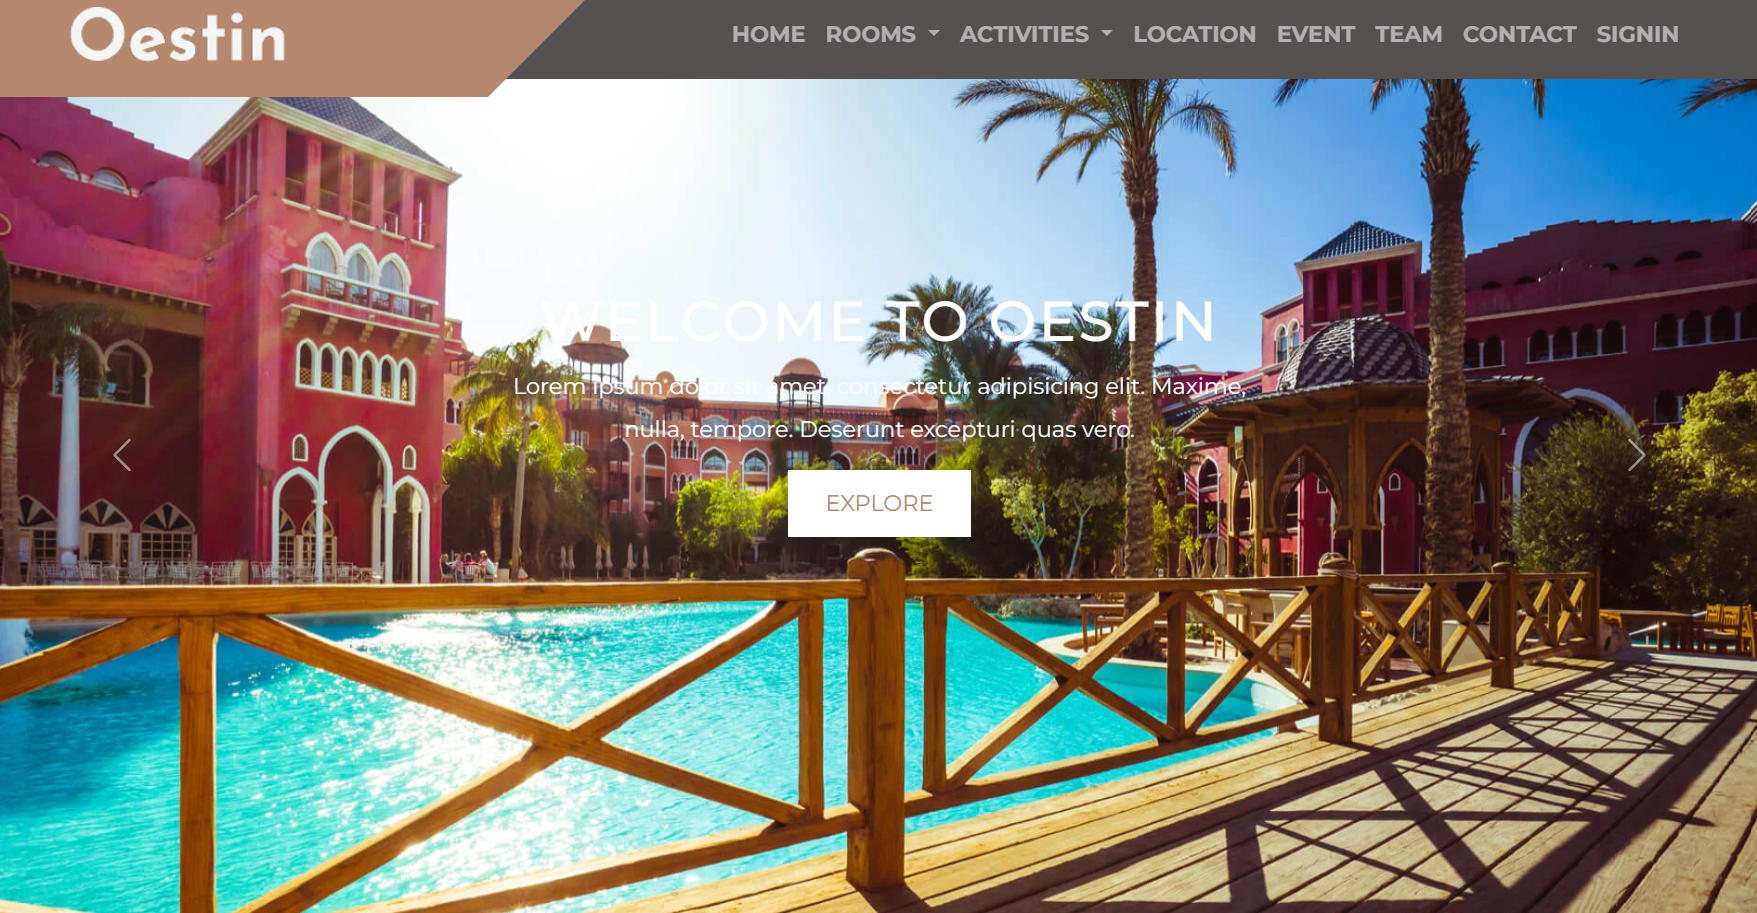 Oestin
HOME ROOMS ACTIVITIES LOCATION EVENT TEAM CONTACT SIGNIN
WELCOME TO OESTIN
Lorem ipsum dolor sit amet, consectetur adipisicing elit. Maxime,
nulla, tempore. Deserunt excepturi quas vero.
EXPLORE